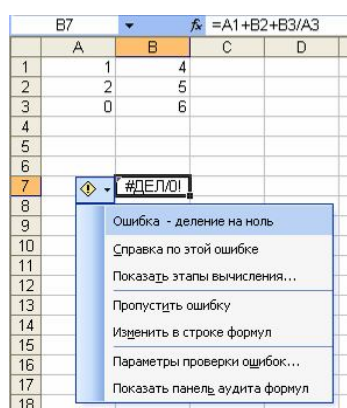 B7 fx =A1+B2+B3/A3
A B C D
1 1 4
2 2 5
3 0 6
4
5
6
7 #ДЕЛ/0!
8
9 Ошибка - деление на ноль
10 Справка по этой ошибке
11 Показать этапы вычисления...
12
13 Пропустить ошибку
14 Изменить в строке формул
15
16 Параметры проверки ошибок...
17 Показать панель аудита формул
18